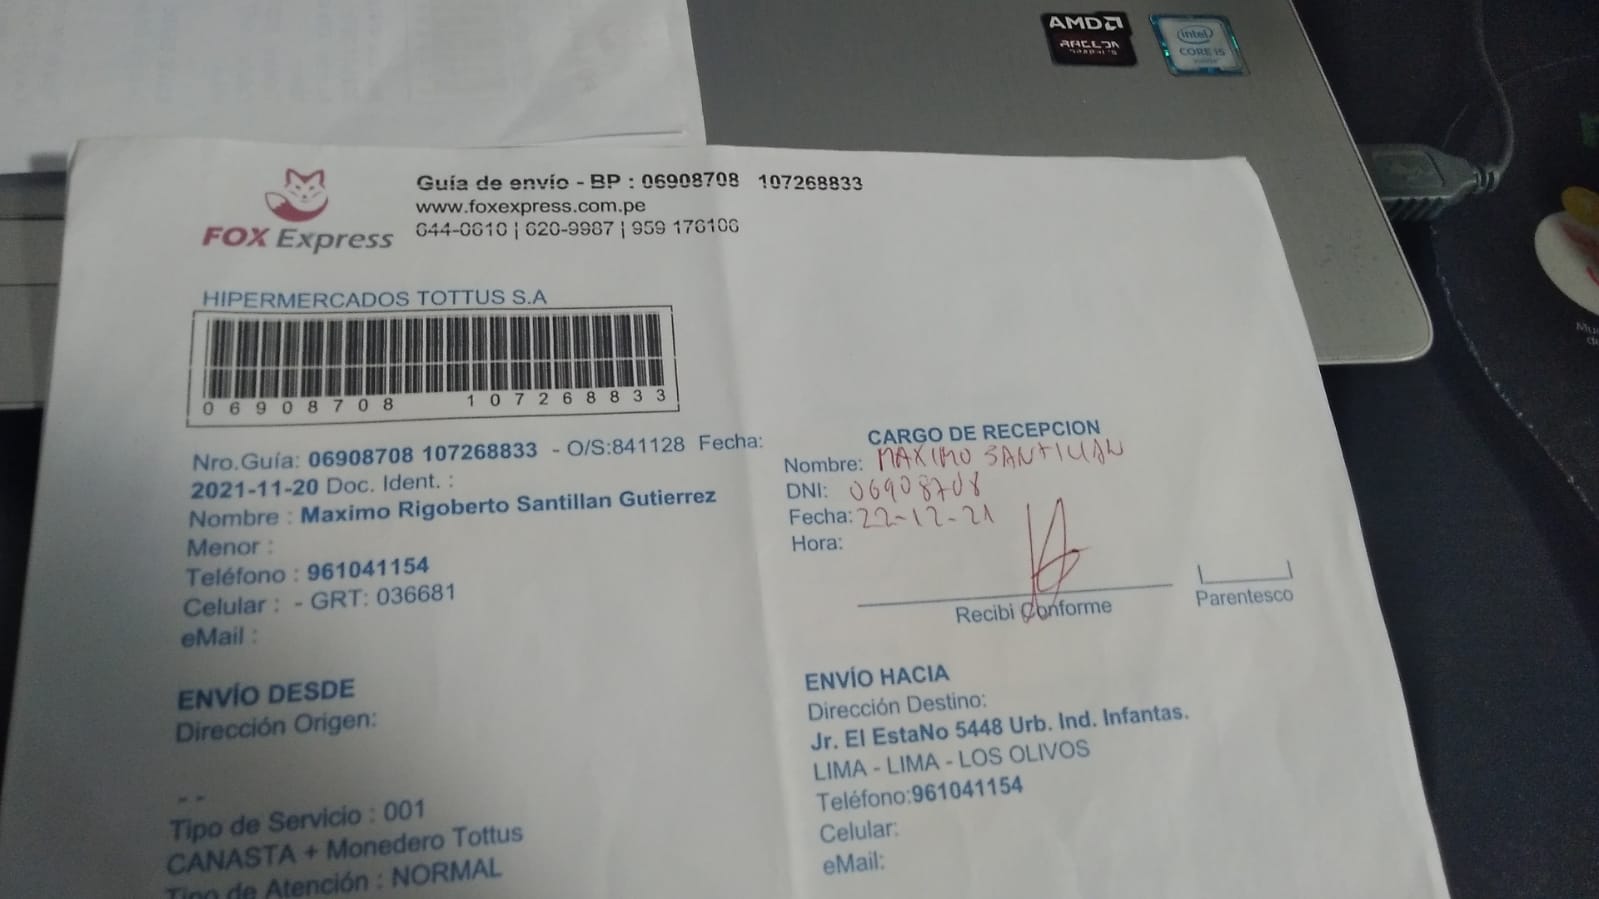 AMD
RADEON
intel
CORE i5
FOX Express
Guía de envío - BP : 06908708 107268833
www.foxexpress.com.pe
644-0610 | 620-9987 | 959 176106
HIPERMERCADOS TOTTUS S.A
06908708 107268833
Nro.Guía: 06908708 107268833 - O/S:841128 Fecha:
2021-11-20 Doc. Ident. :
Nombre : Maximo Rigoberto Santillan Gutierrez
Menor :
Teléfono : 961041154
Celular : - GRT: 036681
eMail :
CARGO DE RECEPCION
Nombre: MAXIMO SANTILLAN
DNI: 06908708
Fecha: 22-12-21
Hora:
Recibi Conforme
Parentesco
ENVÍO DESDE
Dirección Origen:
- -
Tipo de Servicio : 001
CANASTA + Monedero Tottus
Tipo de Atención : NORMAL
ENVÍO HACIA
Dirección Destino:
Jr. El EstaNo 5448 Urb. Ind. Infantas.
LIMA - LIMA - LOS OLIVOS
Teléfono:961041154
Celular:
eMail: